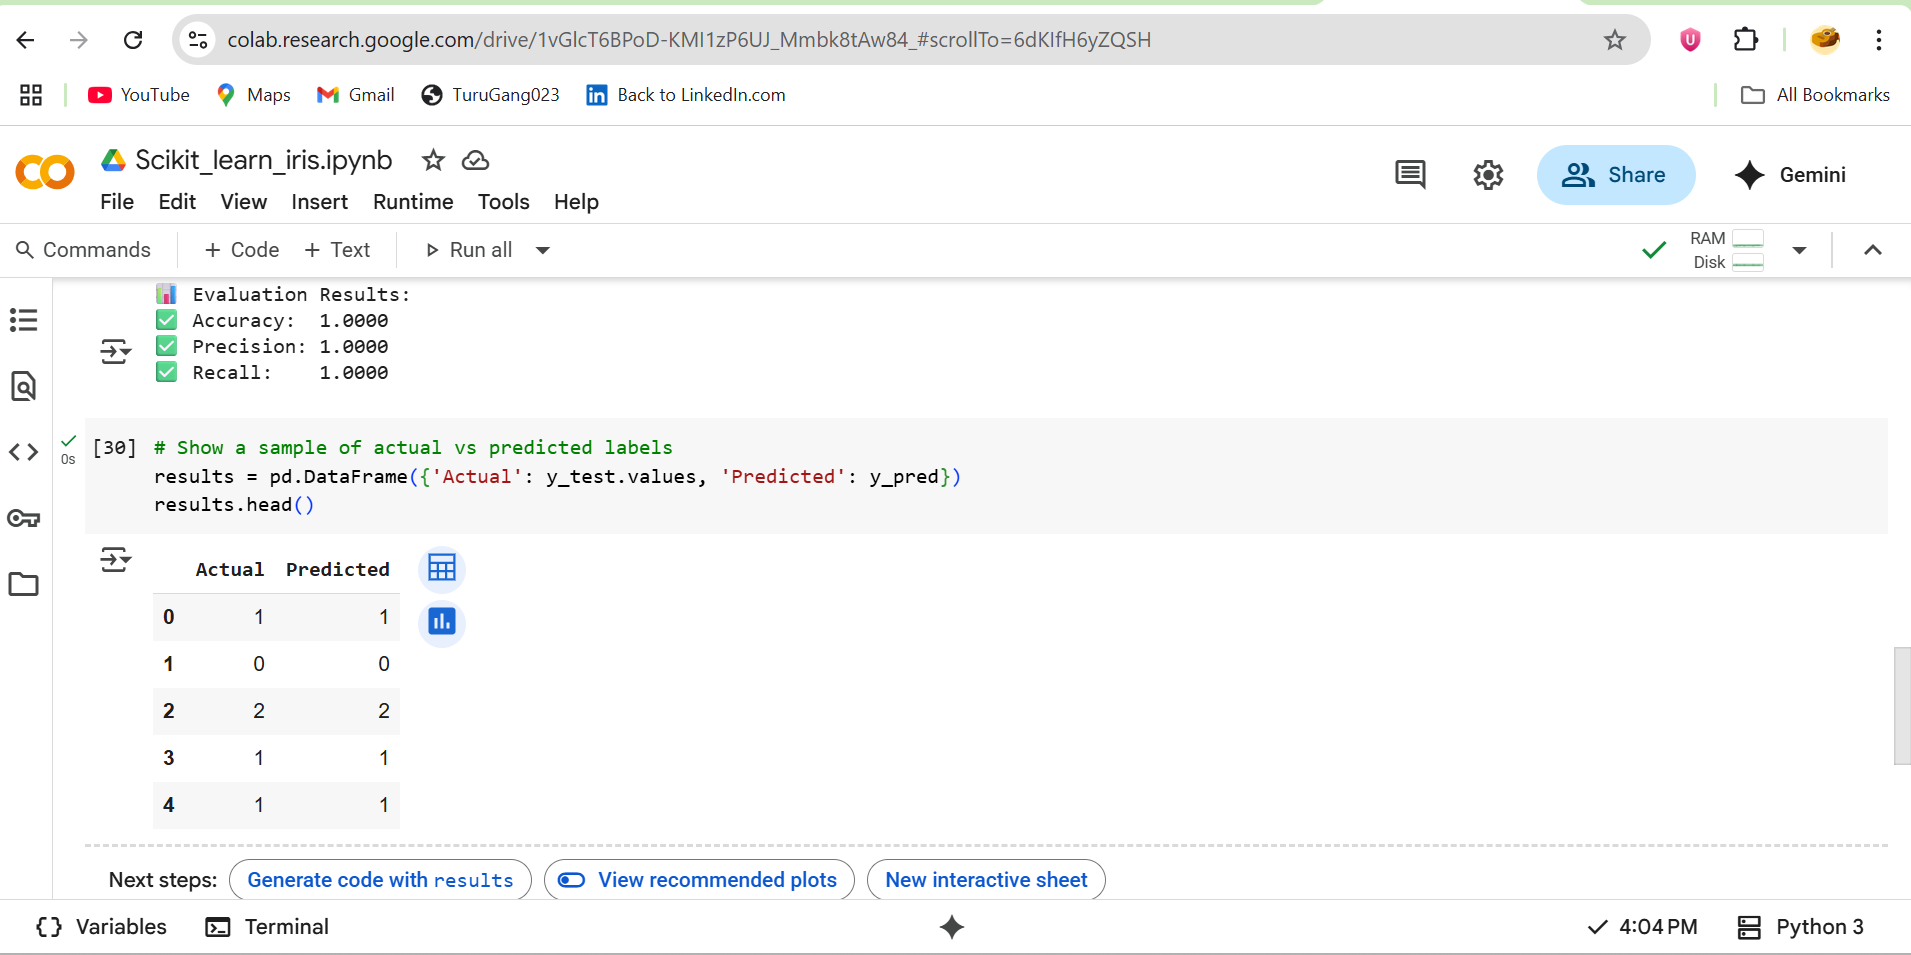 colab.research.google.com/drive/1vGlcT6BPoD-KMI1zP6UJ_Mmbk8tAw84_#scrollTo=6dKIfH6yZQSH
YouTube Maps Gmail TuruGang023 Back to LinkedIn.com All Bookmarks
Scikit_learn_iris.ipynb
Share Gemini
File Edit View Insert Runtime Tools Help
Commands + Code + Text Run all
RAM
Disk
Evaluation Results:
Accuracy: 1.0000
Precision: 1.0000
Recall: 1.0000
[30] # Show a sample of actual vs predicted labels
0s
results = pd.DataFrame({'Actual': y_test.values, 'Predicted': y_pred})
results.head()
Actual Predicted
0 1 1
1 0 0
2 2 2
3 1 1
4 1 1
Next steps: Generate code with results View recommended plots New interactive sheet
Variables Terminal 4:04 PM Python 3